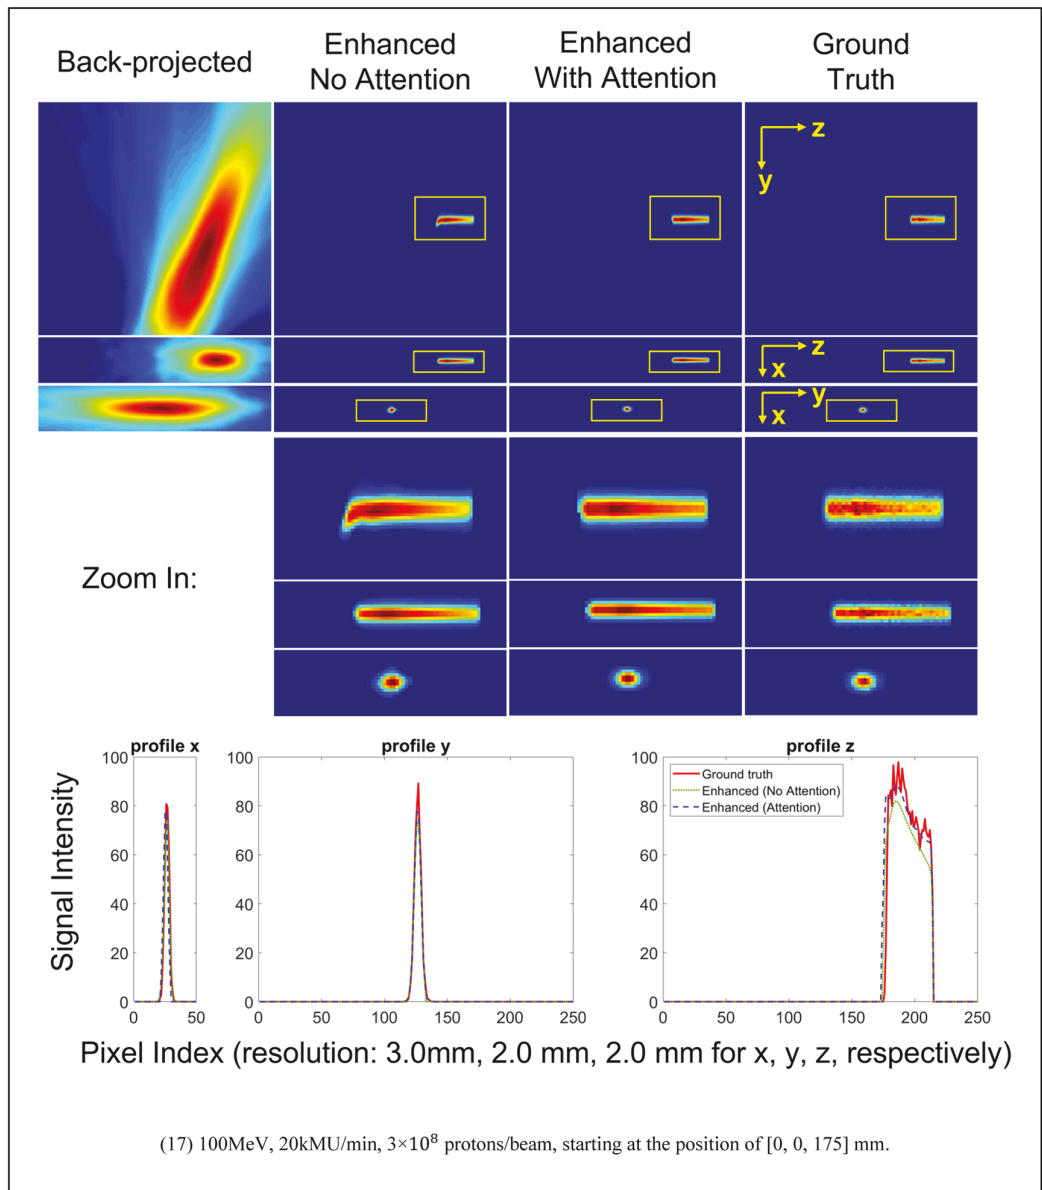 Back-projected
Enhanced
No Attention
Enhanced
With Attention
Ground
Truth
z
y
z
x
y
x
Zoom In:
profile x
profile y
profile z
Signal Intensity
100
80
60
40
20
0
0
50
100
80
60
40
20
0
0
50
100
150
200
250
100
80
60
40
20
0
0
50
100
150
200
250
Ground truth
Enhanced (No Attention)
Enhanced (Attention)
Pixel Index (resolution: 3.0mm, 2.0 mm, 2.0 mm for x, y, z, respectively)
(17) 100MeV, 20kMU/min, 3×10⁸ protons/beam, starting at the position of [0, 0, 175] mm.